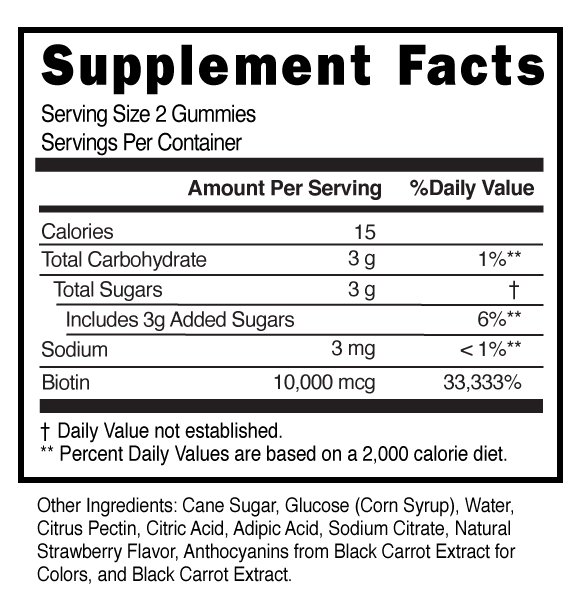 Supplement Facts
Serving Size 2 Gummies
Servings Per Container
Amount Per Serving %Daily Value
Calories 15
Total Carbohydrate 3 g 1%**
Total Sugars 3 g †
Includes 3g Added Sugars 6%**
Sodium 3 mg < 1%**
Biotin 10,000 mcg 33,333%
† Daily Value not established.
** Percent Daily Values are based on a 2,000 calorie diet.
Other Ingredients: Cane Sugar, Glucose (Corn Syrup), Water,
Citrus Pectin, Citric Acid, Adipic Acid, Sodium Citrate, Natural
Strawberry Flavor, Anthocyanins from Black Carrot Extract for
Colors, and Black Carrot Extract.